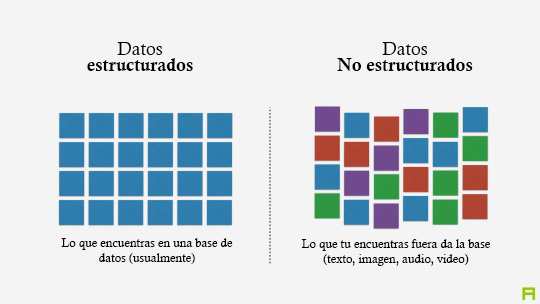 Datos
estructurados
Datos
No estructurados
Lo que encuentras en una base de
datos (usualmente)
Lo que tu encuentras fuera da la base
(texto, imagen, audio, video)